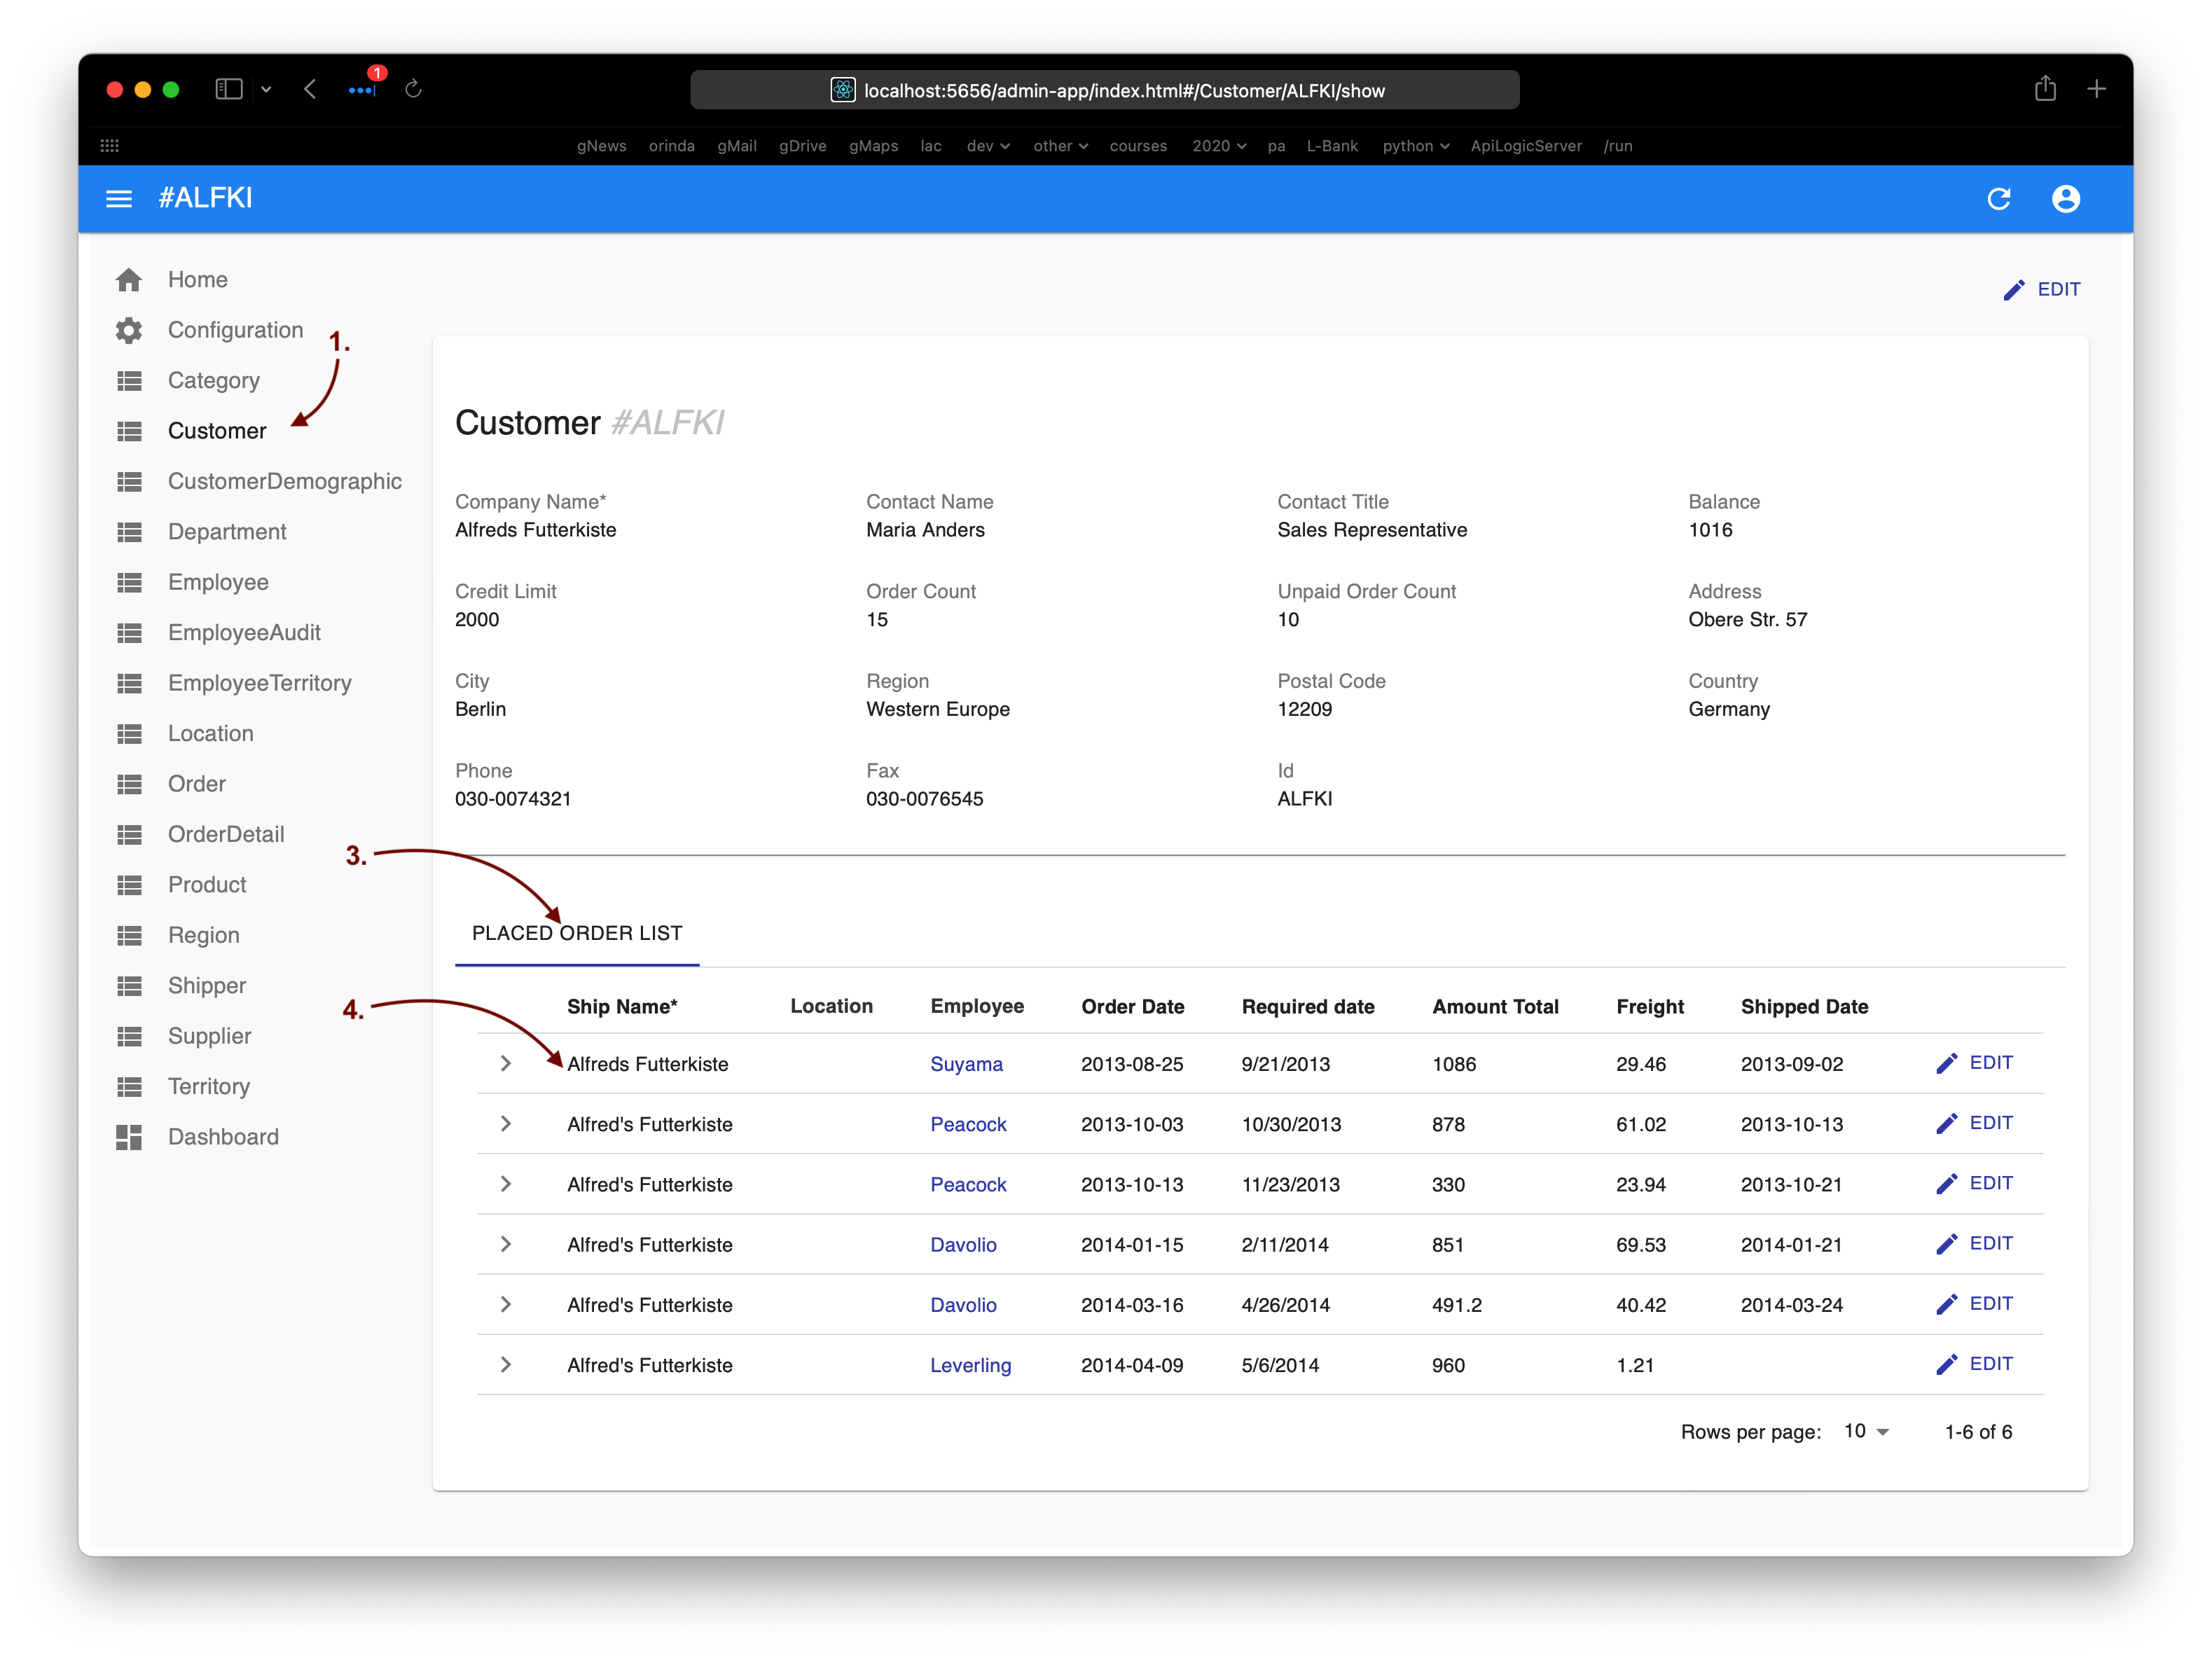 1
localhost:5656/admin-app/index.html#/Customer/ALFKI/show
gNews orinda gMail gDrive gMaps lac dev other courses 2020 pa L-Bank python ApiLogicServer /run
#ALFKI
Home
EDIT
Configuration
1.
Category
Customer
CustomerDemographic
Department
Employee
EmployeeAudit
EmployeeTerritory
Location
Order
OrderDetail
Product
Region
Shipper
Supplier
Territory
Dashboard
Customer #ALFKI
Company Name* Contact Name Contact Title Balance
Alfreds Futterkiste Maria Anders Sales Representative 1016
Credit Limit Order Count Unpaid Order Count Address
2000 15 10 Obere Str. 57
City Region Postal Code Country
Berlin Western Europe 12209 Germany
Phone Fax Id
030-0074321 030-0076545 ALFKI
3.
PLACED ORDER LIST
4.
Ship Name* Location Employee Order Date Required date Amount Total Freight Shipped Date
Alfreds Futterkiste Suyama 2013-08-25 9/21/2013 1086 29.46 2013-09-02 EDIT
Alfred's Futterkiste Peacock 2013-10-03 10/30/2013 878 61.02 2013-10-13 EDIT
Alfred's Futterkiste Peacock 2013-10-13 11/23/2013 330 23.94 2013-10-21 EDIT
Alfred's Futterkiste Davolio 2014-01-15 2/11/2014 851 69.53 2014-01-21 EDIT
Alfred's Futterkiste Davolio 2014-03-16 4/26/2014 491.2 40.42 2014-03-24 EDIT
Alfred's Futterkiste Leverling 2014-04-09 5/6/2014 960 1.21 EDIT
Rows per page: 10 1-6 of 6